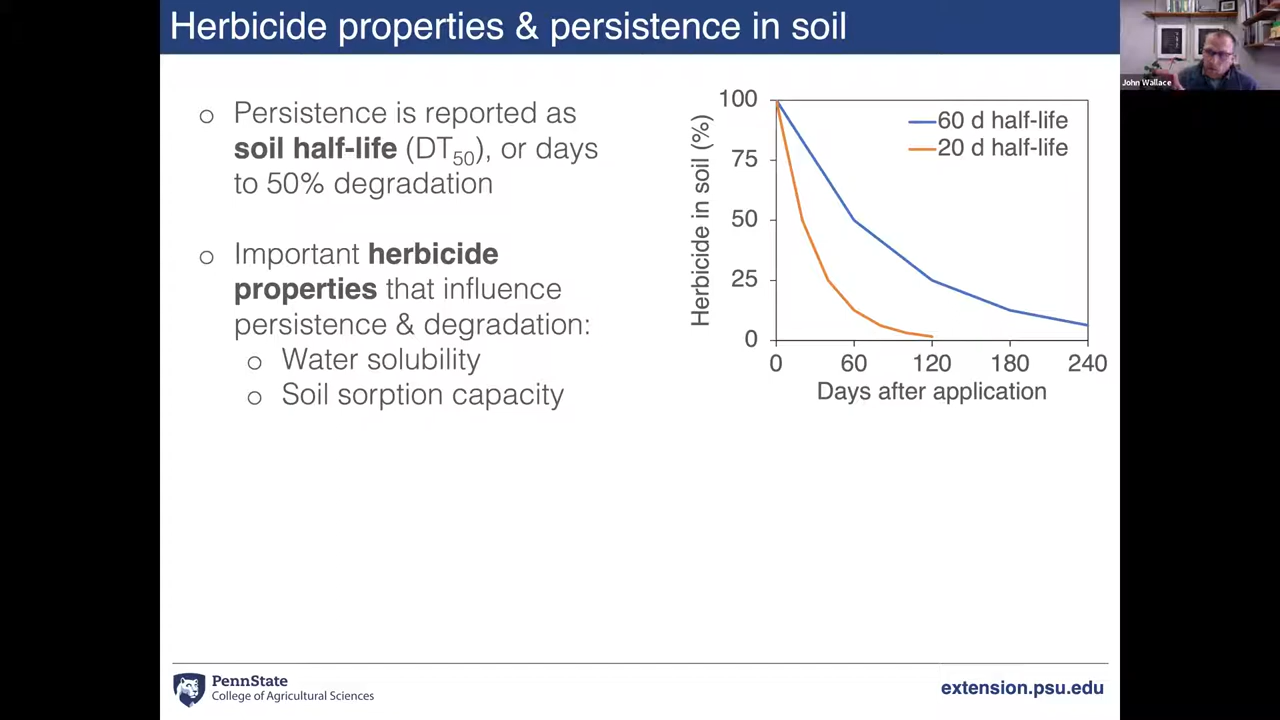 Herbicide properties & persistence in soil
John Wallace
○ Persistence is reported as
soil half-life (DT50), or days
to 50% degradation
○ Important herbicide
properties that influence
persistence & degradation:
○ Water solubility
○ Soil sorption capacity
Herbicide in soil (%)
100
75
50
25
0
60 d half-life
20 d half-life
0 60 120 180 240
Days after application
PennState
College of Agricultural Sciences
extension.psu.edu